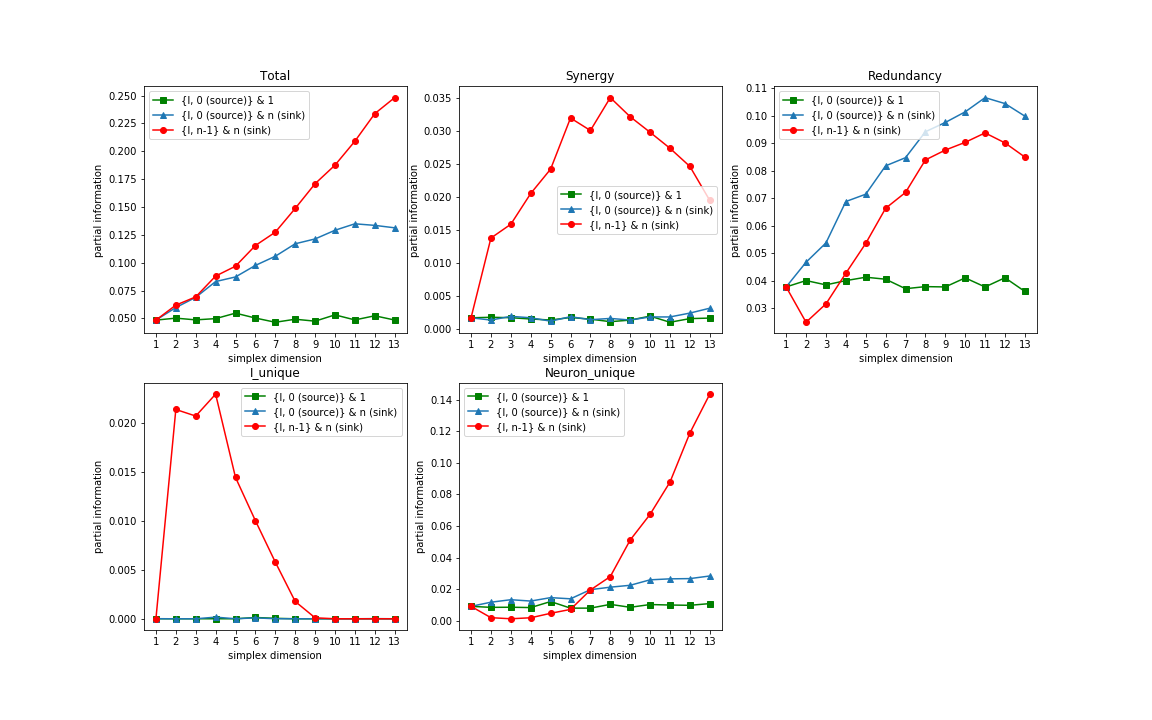 Total
{I, 0 (source)} & 1
{I, 0 (source)} & n (sink)
{I, n-1} & n (sink)
0.250
0.225
0.200
0.175
0.150
0.125
0.100
0.075
0.050
partial information
1 2 3 4 5 6 7 8 9 10 11 12 13
simplex dimension
Synergy
{I, 0 (source)} & 1
{I, 0 (source)} & n (sink)
{I, n-1} & n (sink)
0.035
0.030
0.025
0.020
0.015
0.010
0.005
0.000
partial information
1 2 3 4 5 6 7 8 9 10 11 12 13
simplex dimension
Redundancy
{I, 0 (source)} & 1
{I, 0 (source)} & n (sink)
{I, n-1} & n (sink)
0.11
0.10
0.09
0.08
0.07
0.06
0.05
0.04
0.03
partial information
1 2 3 4 5 6 7 8 9 10 11 12 13
simplex dimension
I_unique
{I, 0 (source)} & 1
{I, 0 (source)} & n (sink)
{I, n-1} & n (sink)
0.020
0.015
0.010
0.005
0.000
partial information
1 2 3 4 5 6 7 8 9 10 11 12 13
simplex dimension
Neuron_unique
{I, 0 (source)} & 1
{I, 0 (source)} & n (sink)
{I, n-1} & n (sink)
0.14
0.12
0.10
0.08
0.06
0.04
0.02
0.00
partial information
1 2 3 4 5 6 7 8 9 10 11 12 13
simplex dimension